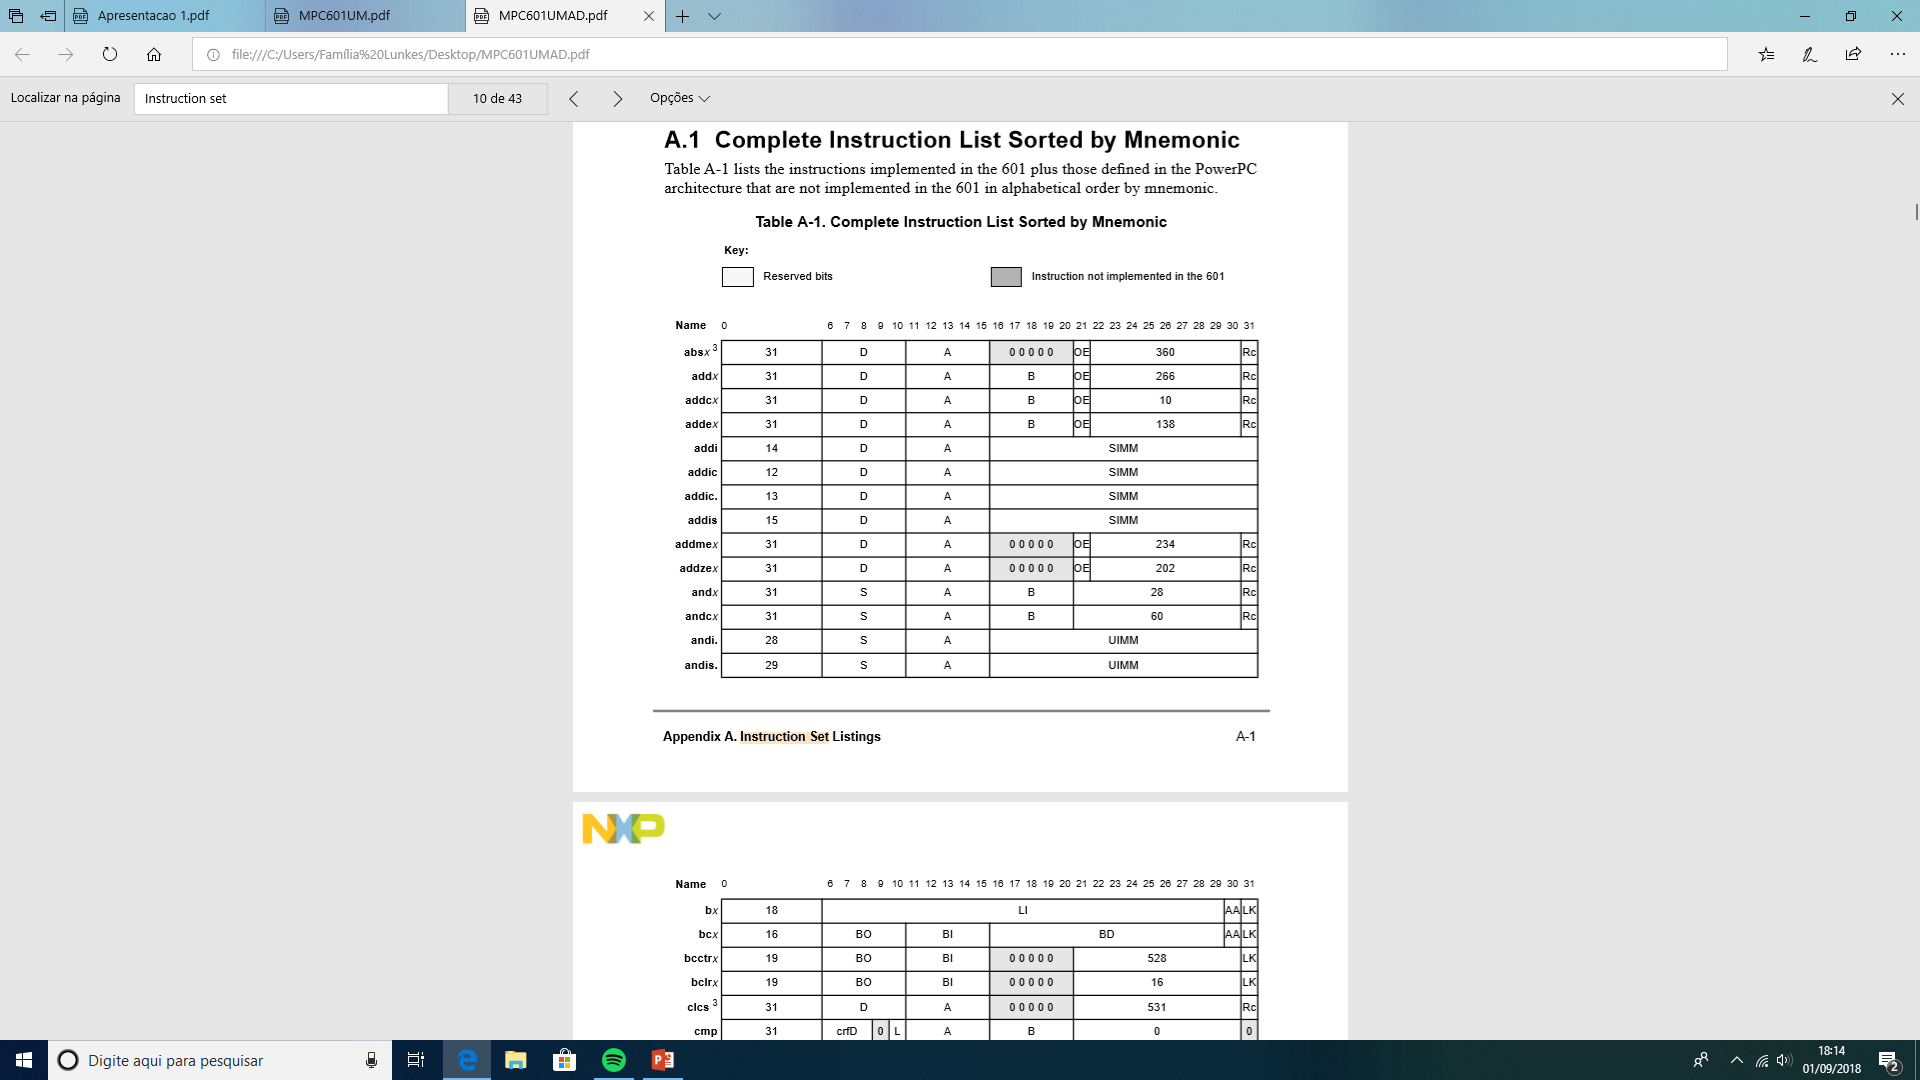 Apresentacao 1.pdf
MPC601UM.pdf
MPC601UMAD.pdf
file:///C:/Users/Família%20Lunkes/Desktop/MPC601UMAD.pdf
Localizar na página
Instruction set
10 de 43
Opções
A.1 Complete Instruction List Sorted by Mnemonic
Table A-1 lists the instructions implemented in the 601 plus those defined in the PowerPC
architecture that are not implemented in the 601 in alphabetical order by mnemonic.
Table A-1. Complete Instruction List Sorted by Mnemonic
Key:
Reserved bits
Instruction not implemented in the 601
Name 0 6 7 8 9 10 11 12 13 14 15 16 17 18 19 20 21 22 23 24 25 26 27 28 29 30 31
absx 3 31 D A 0 0 0 0 0 OE 360 Rc
addx 31 D A B OE 266 Rc
addcx 31 D A B OE 10 Rc
addex 31 D A B OE 138 Rc
addi 14 D A SIMM
addic 12 D A SIMM
addic. 13 D A SIMM
addis 15 D A SIMM
addmex 31 D A 0 0 0 0 0 OE 234 Rc
addzex 31 D A 0 0 0 0 0 OE 202 Rc
andx 31 S A B 28 Rc
andcx 31 S A B 60 Rc
andi. 28 S A UIMM
andis. 29 S A UIMM
Appendix A. Instruction Set Listings A-1
NXP
Name 0 6 7 8 9 10 11 12 13 14 15 16 17 18 19 20 21 22 23 24 25 26 27 28 29 30 31
bx 18 LI AA LK
bcx 16 BO BI BD AA LK
bcctrx 19 BO BI 0 0 0 0 0 528 LK
bclrx 19 BO BI 0 0 0 0 0 16 LK
clcs 3 31 D A 0 0 0 0 0 531 Rc
cmp 31 crfD 0 L A B 0 0
Digite aqui para pesquisar
18:14
01/09/2018
2